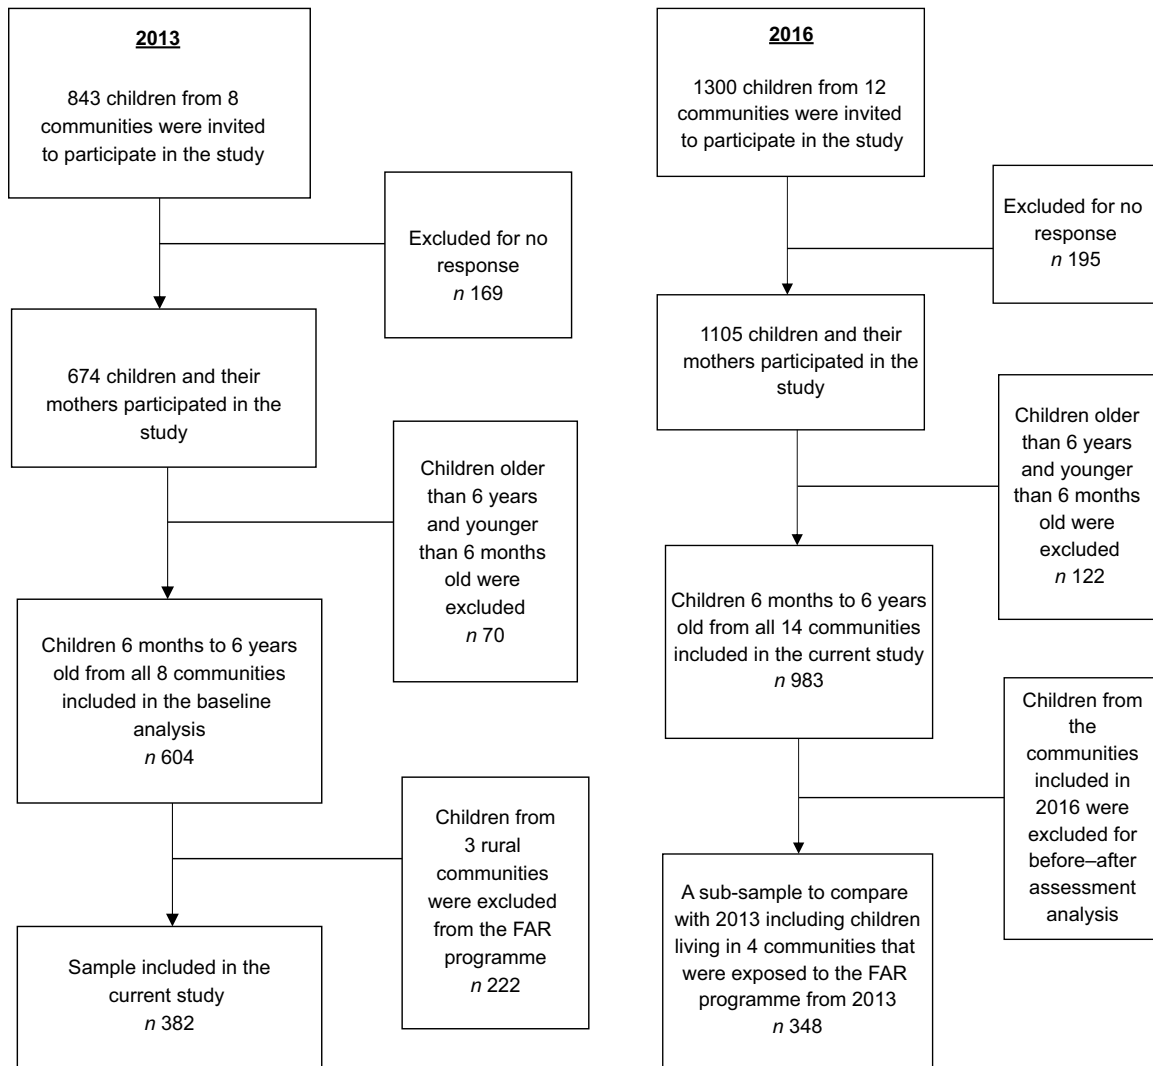 2013
843 children from 8
communities were invited
to participate in the study
Excluded for no
response
n 169
674 children and their
mothers participated in the
study
Children older
than 6 years
and younger
than 6 months
old were
excluded
n 70
Children 6 months to 6 years
old from all 8 communities
included in the baseline
analysis
n 604
Children from
3 rural
communities
were excluded
from the FAR
programme
n 222
Sample included in the
current study
n 382
2016
1300 children from 12
communities were invited
to participate in the study
Excluded for no
response
n 195
1105 children and their
mothers participated in the
study
Children older
than 6 years
and younger
than 6 months
old were
excluded
n 122
Children 6 months to 6 years
old from all 14 communities
included in the current study
n 983
Children from
the
communities
included in
2016 were
excluded for
before–after
assessment
analysis
A sub-sample to compare
with 2013 including children
living in 4 communities that
were exposed to the FAR
programme from 2013
n 348